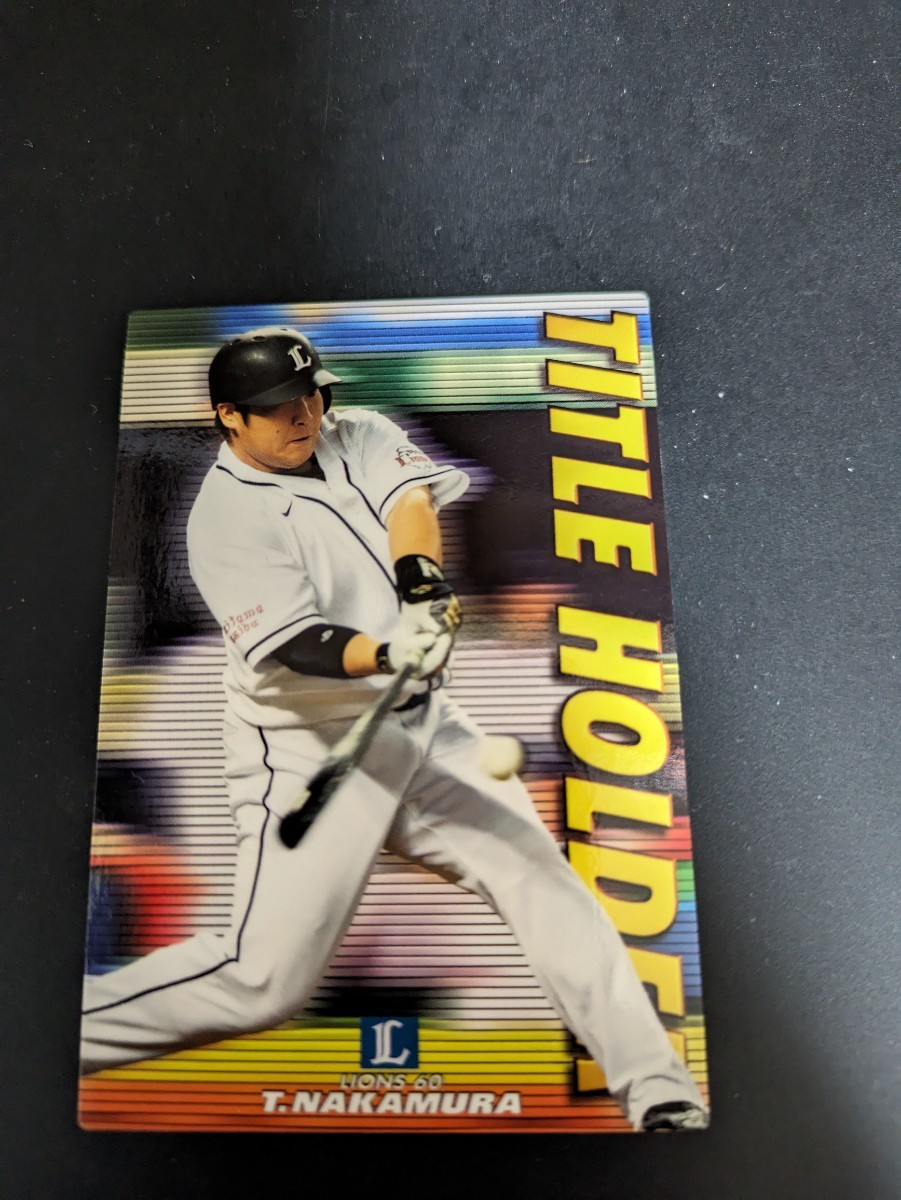 L
TITLE HOLDER
L
LIONS 60
T.NAKAMURA